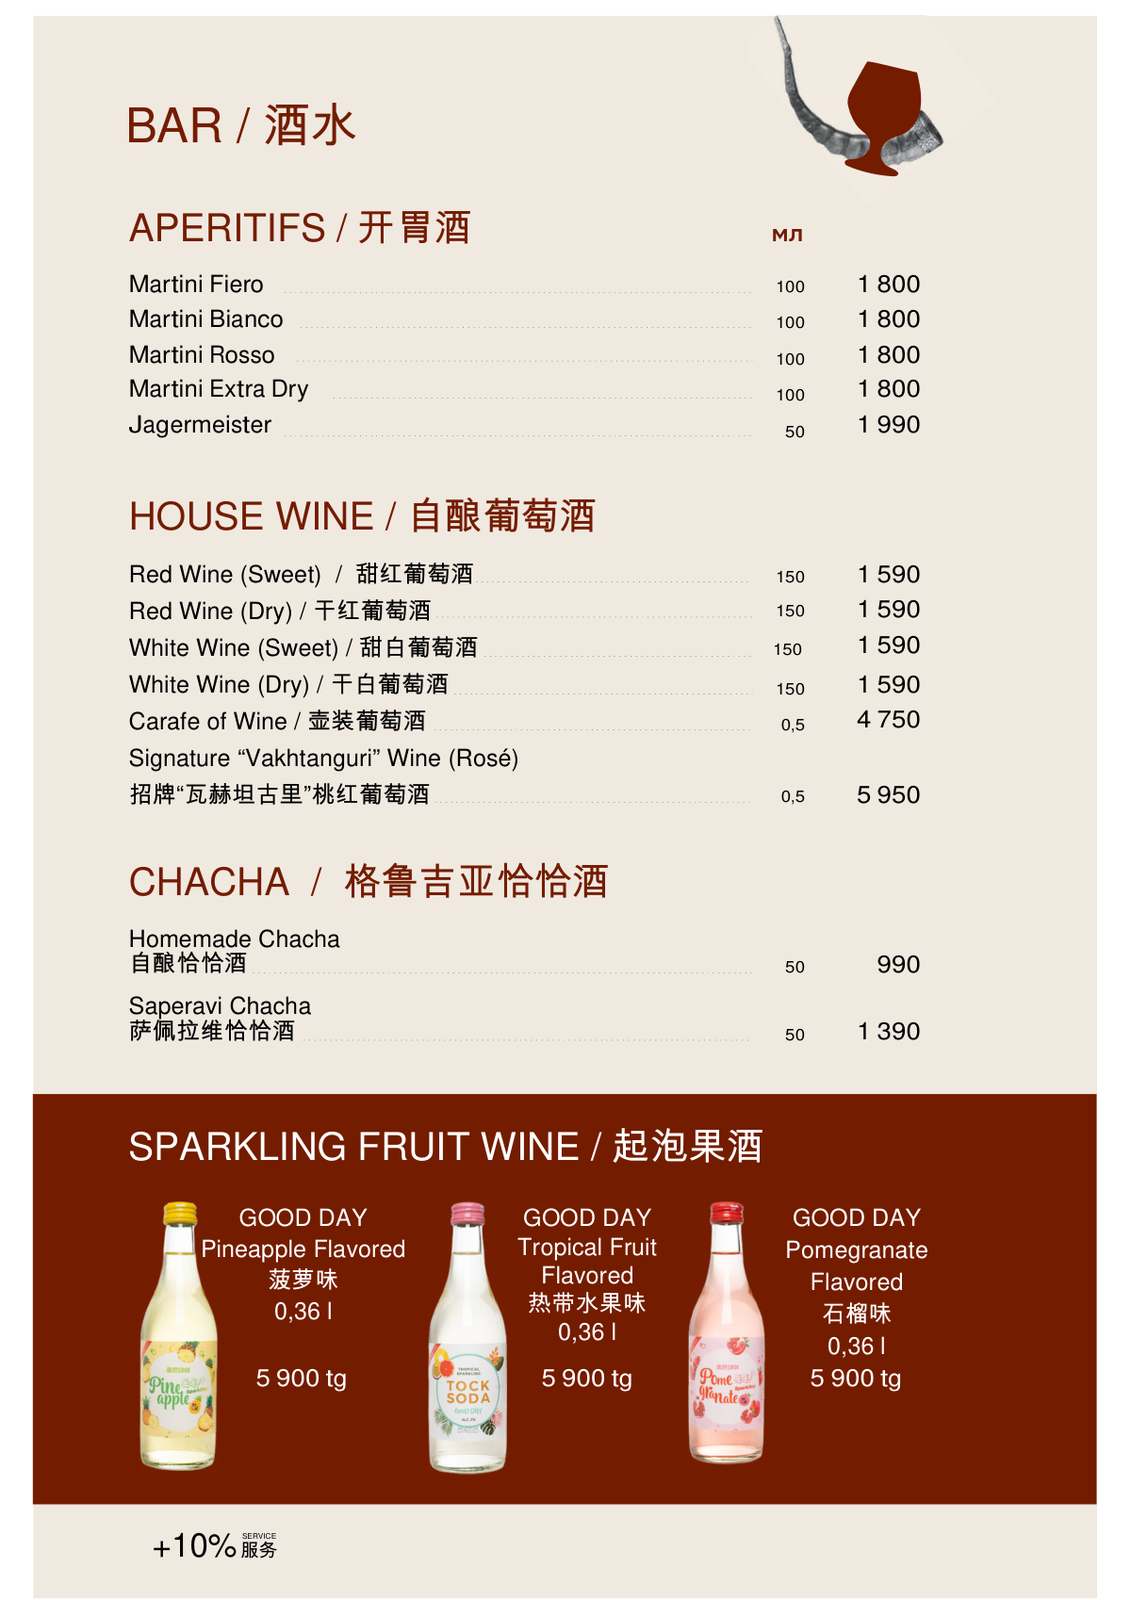 BAR / 酒水
APERITIFS / 开胃酒 мл
Martini Fiero 100 1 800
Martini Bianco 100 1 800
Martini Rosso 100 1 800
Martini Extra Dry 100 1 800
Jagermeister 50 1 990
HOUSE WINE / 自酿葡萄酒
Red Wine (Sweet) / 甜红葡萄酒 150 1 590
Red Wine (Dry) / 干红葡萄酒 150 1 590
White Wine (Sweet) / 甜白葡萄酒 150 1 590
White Wine (Dry) / 干白葡萄酒 150 1 590
Carafe of Wine / 壶装葡萄酒 0,5 4 750
Signature “Vakhtanguri” Wine (Rosé)
招牌“瓦赫坦古里”桃红葡萄酒 0,5 5 950
CHACHA / 格鲁吉亚恰恰酒
Homemade Chacha
自酿恰恰酒 50 990
Saperavi Chacha
萨佩拉维恰恰酒 50 1 390
SPARKLING FRUIT WINE / 起泡果酒
GOOD DAY
Pineapple Flavored
菠萝味
0,36 l
5 900 tg
Pine
apple
GOOD DAY
Tropical Fruit
Flavored
热带水果味
0,36 l
5 900 tg
TROPICAL
SPARKLING
TOCK
SODA
GOOD DAY
Pomegranate
Flavored
石榴味
0,36 l
5 900 tg
Pome
granate
+10% SERVICE
服务